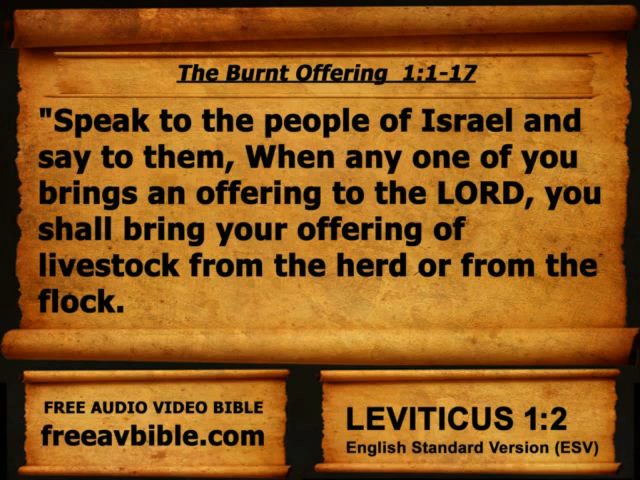 The Burnt Offering  1:1-17
"Speak to the people of Israel and
say to them, When any one of you
brings an offering to the LORD, you
shall bring your offering of
livestock from the herd or from the
flock.
FREE AUDIO VIDEO BIBLE
freeavbible.com
LEVITICUS 1:2
English Standard Version (ESV)